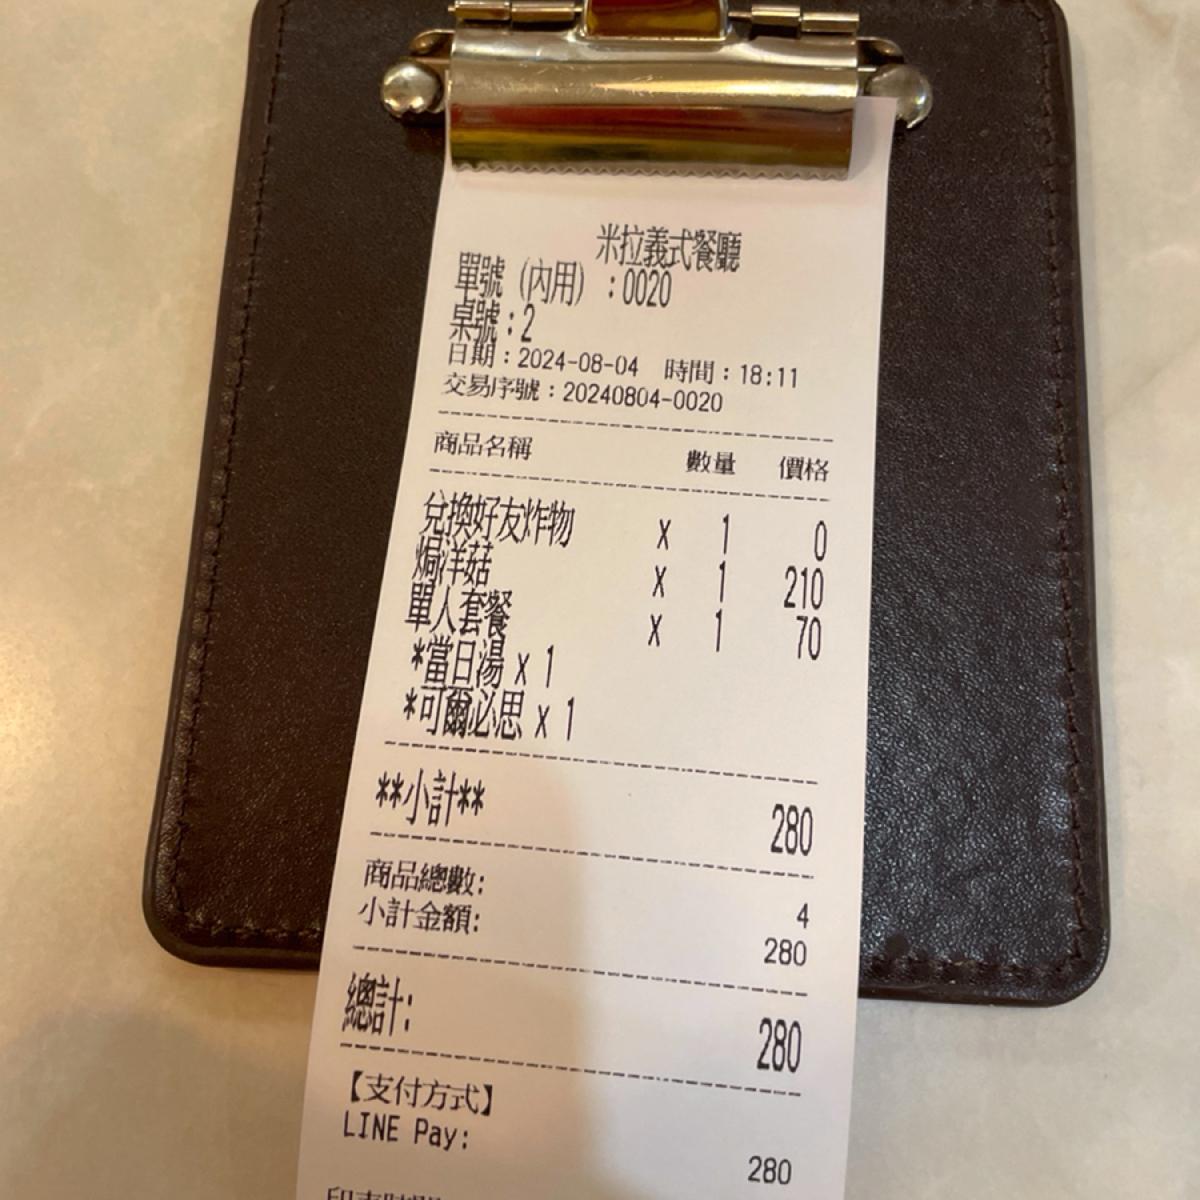 米拉義式餐廳
單號（內用）：0020
桌號：2
日期：2024-08-04 時間：18:11
交易序號：20240804-0020
商品名稱 數量 價格
兌換好友炸物 x 1 0
焗洋菇 x 1 210
單人套餐 x 1 70
*當日湯 x 1
*可爾必思 x 1
**小計** 280
商品總數: 4
小計金額: 280
總計: 280
【支付方式】
LINE Pay: 280